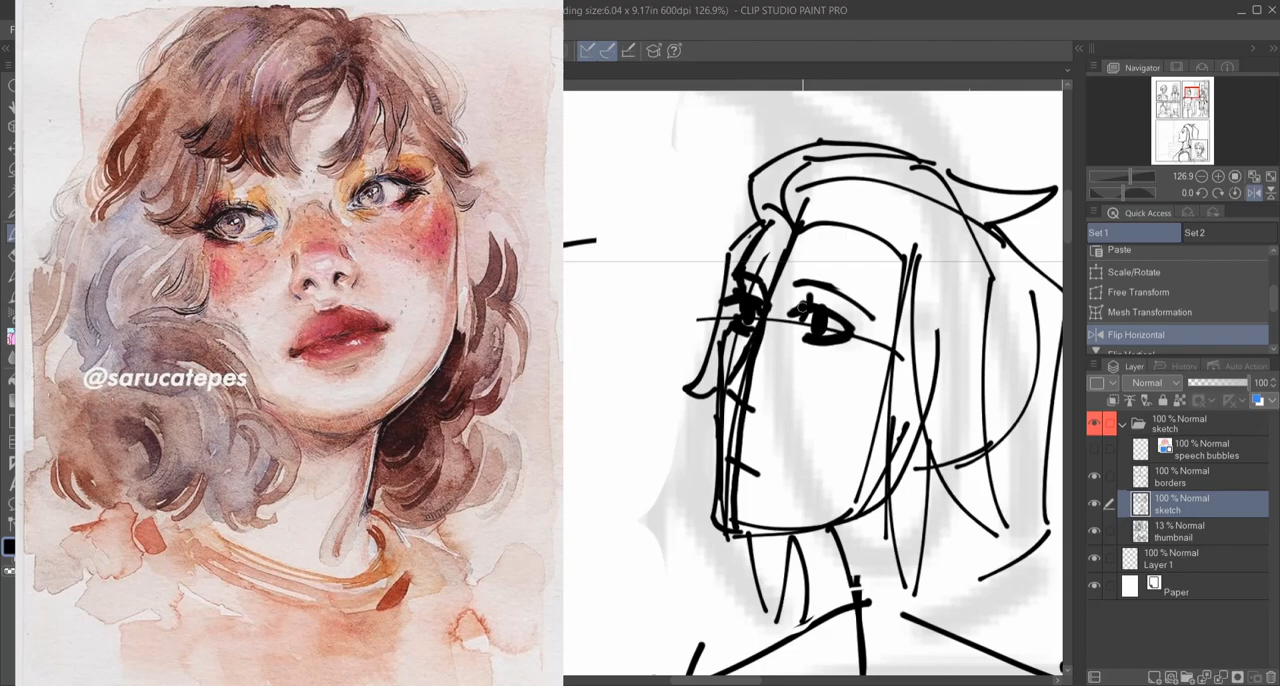 ding size:6.04 x 9.17in 600dpi 126.9%) - CLIP STUDIO PAINT PRO
F
Navigator
126.9
0.0
Quick Access
Set 1
Set 2
Paste
Scale/Rotate
Free Transform
Mesh Transformation
Flip Horizontal
Layer
History
Auto Action
Normal
100
100 % Normal
sketch
100 % Normal
speech bubbles
100 % Normal
borders
100 % Normal
sketch
13 % Normal
thumbnail
100 % Normal
Layer 1
Paper
@sarucatepes